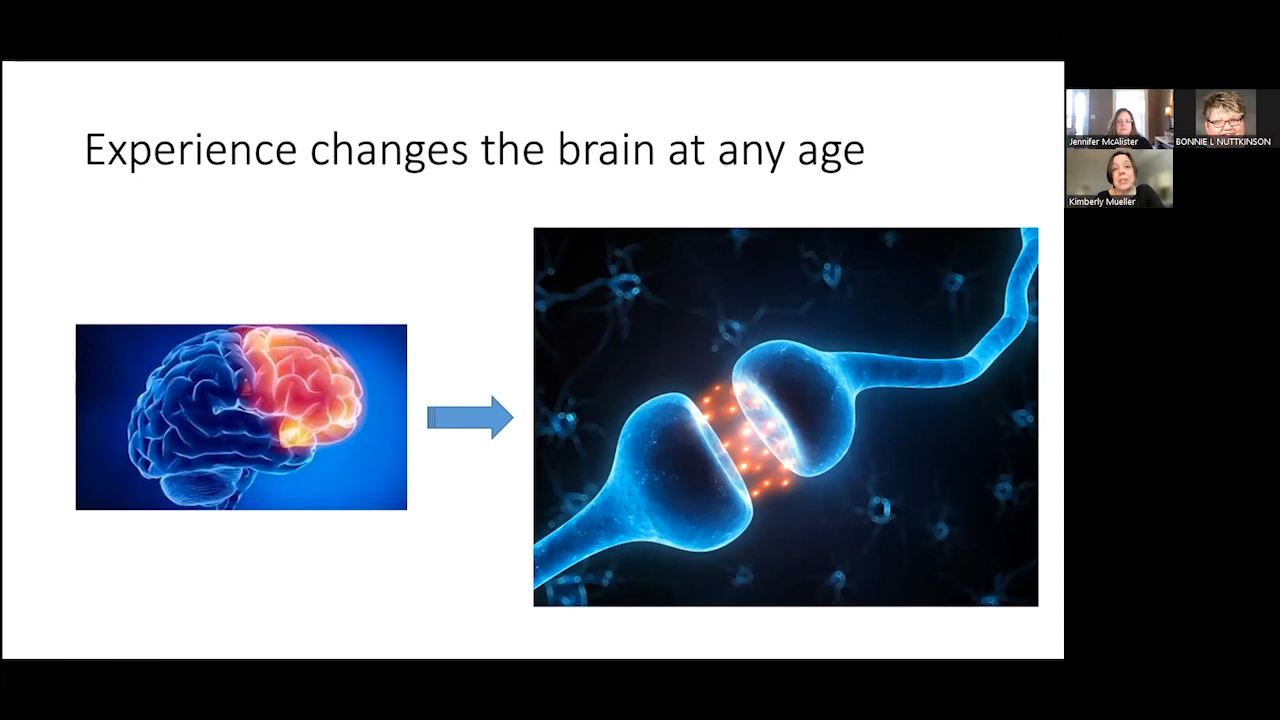 Experience changes the brain at any age
Jennifer McAlister
BONNIE L NUTTKINSON
Kimberly Mueller